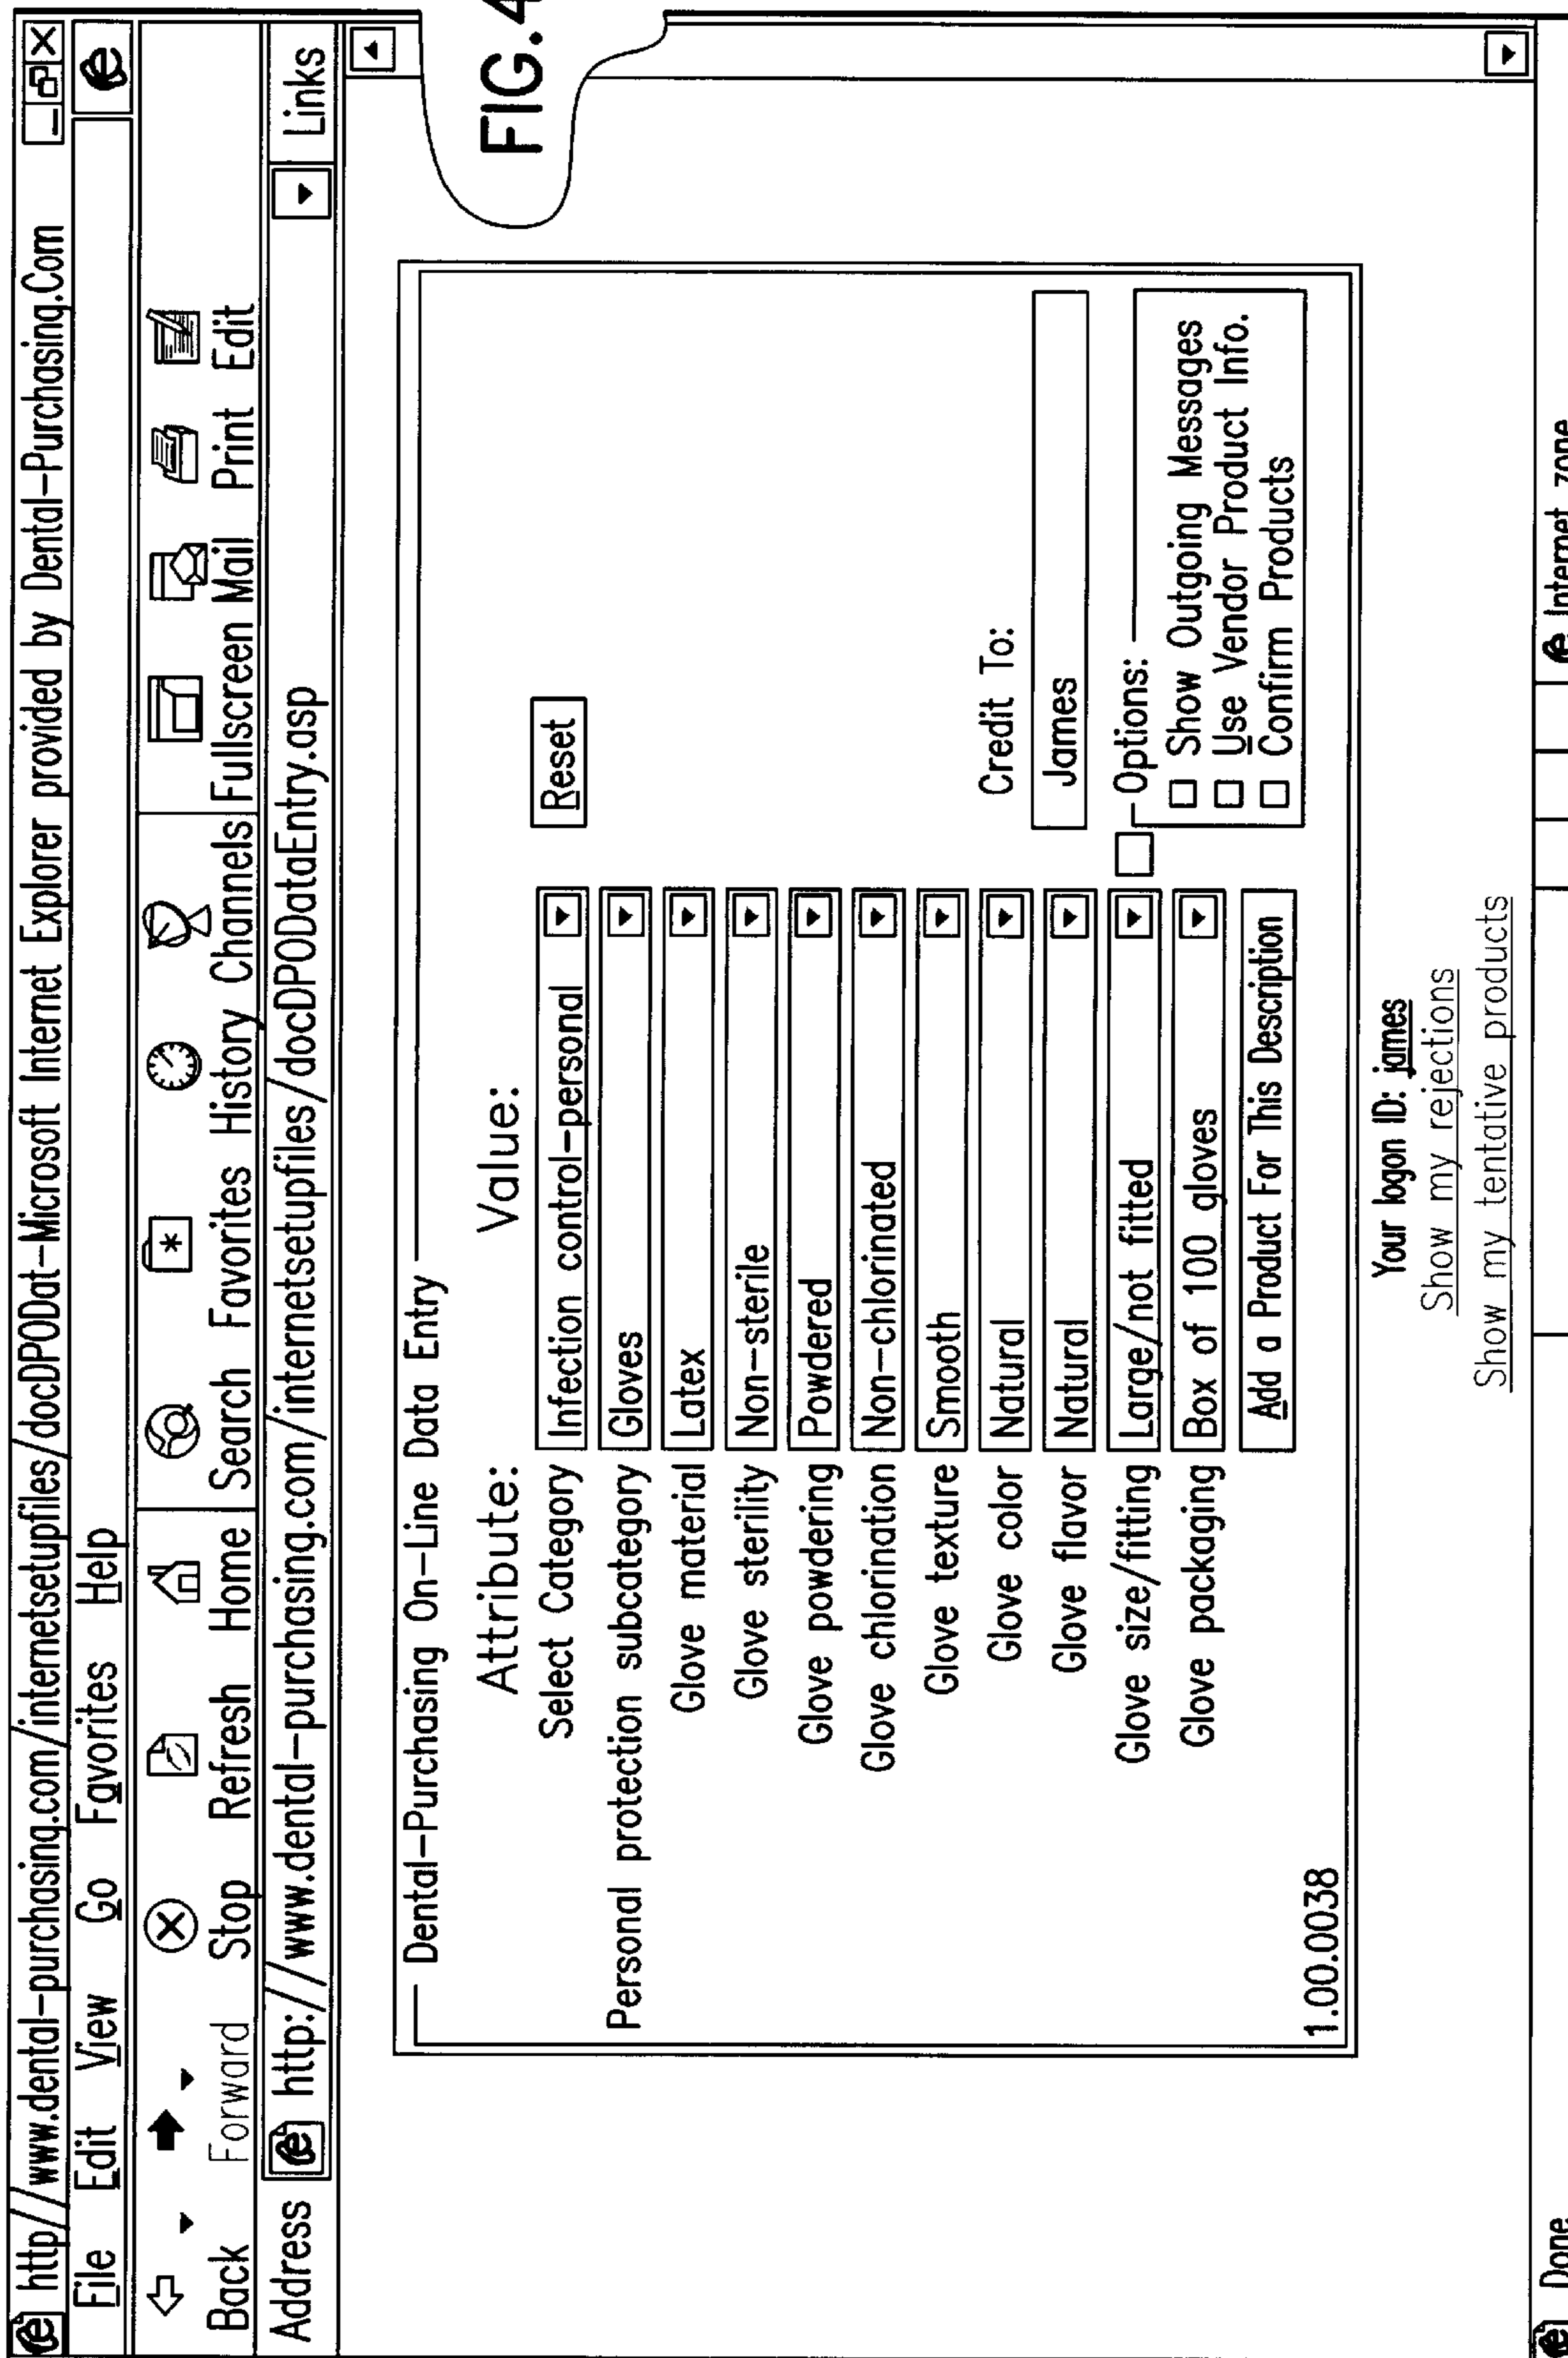 http//www.dental-purchasing.com/internetsetupfiles/docDPODat-Microsoft Internet Explorer provided by Dental-Purchasing.Com
File Edit View Go Favorites Help
Back Forward Stop Refresh Home Search Favorites History Channels Fullscreen Mail Print Edit
Address http://www.dental-purchasing.com/internetsetupfiles/docDPODataEntry.asp Links
FIG.4
Dental-Purchasing On-Line Data Entry
Attribute: Value:
Select Category Infection control-personal Reset
Personal protection subcategory Gloves
Glove material Latex
Glove sterility Non-sterile
Glove powdering Powdered
Glove chlorination Non-chlorinated
Glove texture Smooth
Glove color Natural Credit To:
Glove flavor Natural James
Glove size/fitting Large/not fitted Options:
Glove packaging Box of 100 gloves Show Outgoing Messages
Use Vendor Product Info.
Add a Product For This Description Confirm Products
1.00.0038
Your logon ID: james
Show my rejections
Show my tentative products
Done Internet zone